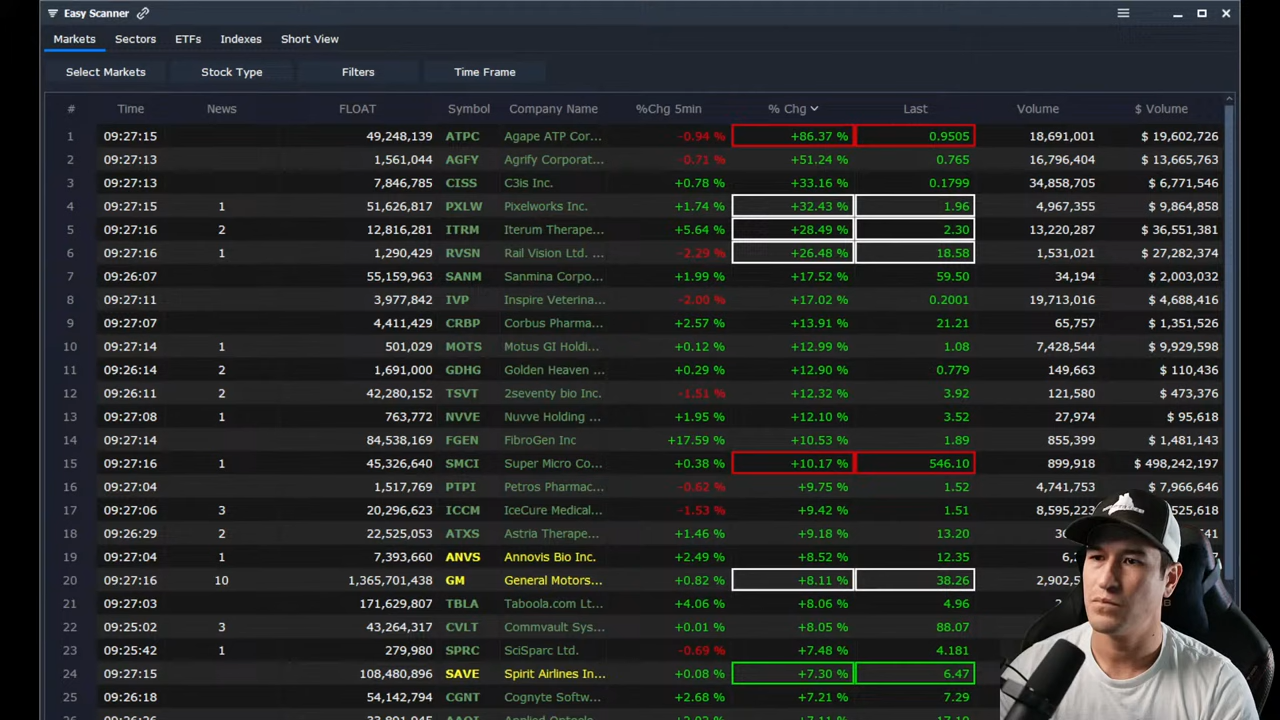 Easy Scanner
Markets Sectors ETFs Indexes Short View
Select Markets Stock Type Filters Time Frame
# Time News FLOAT Symbol Company Name %Chg 5min % Chg Last Volume $ Volume
1 09:27:15 49,248,139 ATPC Agape ATP Cor... -0.94 % +86.37 % 0.9505 18,691,001 $ 19,602,726
2 09:27:13 1,561,044 AGFY Agrify Corporat... -0.71 % +51.24 % 0.765 16,796,404 $ 13,665,763
3 09:27:13 7,846,785 CISS C3is Inc. +0.78 % +33.16 % 0.1799 34,858,705 $ 6,771,546
4 09:27:15 1 51,626,817 PXLW Pixelworks Inc. +1.74 % +32.43 % 1.96 4,967,355 $ 9,864,858
5 09:27:16 2 12,816,281 ITRM Iterum Therape... +5.64 % +28.49 % 2.30 13,220,287 $ 36,551,381
6 09:27:16 1 1,290,429 RVSN Rail Vision Ltd. ... -2.29 % +26.48 % 18.58 1,531,021 $ 27,282,374
7 09:26:07 55,159,963 SANM Sanmina Corpo... +1.99 % +17.52 % 59.50 34,194 $ 2,003,032
8 09:27:11 3,977,842 IVP Inspire Veterina... -2.00 % +17.02 % 0.2001 19,713,016 $ 4,688,416
9 09:27:07 4,411,429 CRBP Corbus Pharma... +2.57 % +13.91 % 21.21 65,757 $ 1,351,526
10 09:27:14 1 501,029 MOTS Motus GI Holdi... +0.12 % +12.99 % 1.08 7,428,544 $ 9,929,598
11 09:26:14 2 1,691,000 GDHG Golden Heaven ... +0.29 % +12.90 % 0.779 149,663 $ 110,436
12 09:26:11 2 42,280,152 TSVT 2seventy bio Inc. -1.51 % +12.32 % 3.92 121,580 $ 473,376
13 09:27:08 1 763,772 NVVE Nuvve Holding ... +1.95 % +12.10 % 3.52 27,974 $ 95,618
14 09:27:14 84,538,169 FGEN FibroGen Inc +17.59 % +10.53 % 1.89 855,399 $ 1,481,143
15 09:27:16 1 45,326,640 SMCI Super Micro Co... +0.38 % +10.17 % 546.10 899,918 $ 498,242,197
16 09:27:04 1,517,769 PTPI Petros Pharmac... -0.62 % +9.75 % 1.52 4,741,753 $ 7,966,646
17 09:27:06 3 20,296,623 ICCM IceCure Medical... -1.53 % +9.42 % 1.51 8,595,223
18 09:26:29 2 22,525,053 ATXS Astria Therape... +1.46 % +9.18 % 13.20
19 09:27:04 1 7,393,660 ANVS Annovis Bio Inc. +2.49 % +8.52 % 12.35
20 09:27:16 10 1,365,701,438 GM General Motors... +0.82 % +8.11 % 38.26
21 09:27:03 171,629,807 TBLA Taboola.com Lt... +4.06 % +8.06 % 4.96
22 09:25:02 3 43,264,317 CVLT Commvault Sys... +0.01 % +8.05 % 88.07
23 09:25:42 1 279,980 SPRC SciSparc Ltd. -0.69 % +7.48 % 4.181
24 09:27:15 108,480,896 SAVE Spirit Airlines In... +0.08 % +7.30 % 6.47
25 09:26:18 54,142,794 CGNT Cognyte Softw... +2.68 % +7.21 % 7.29